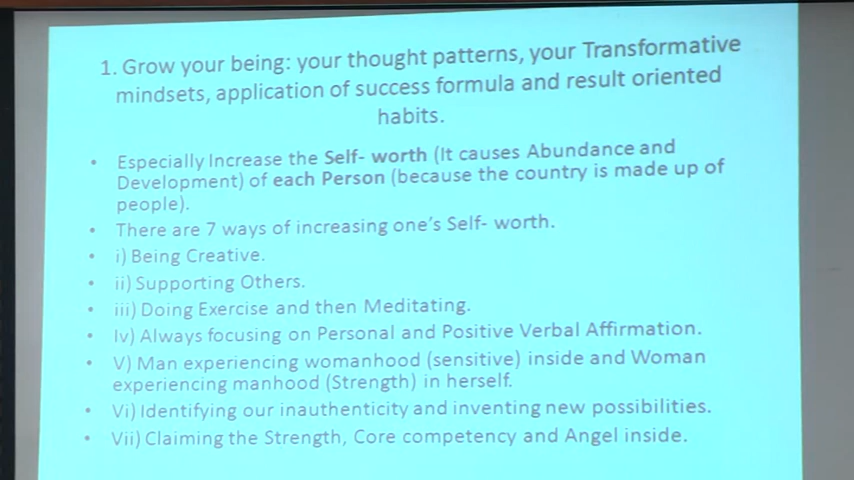 1. Grow your being: your thought patterns, your Transformative
mindsets, application of success formula and result oriented
habits.
• Especially Increase the Self- worth (It causes Abundance and
Development) of each Person (because the country is made up of
people).
• There are 7 ways of increasing one's Self- worth.
• i) Being Creative.
• ii) Supporting Others.
• iii) Doing Exercise and then Meditating.
• Iv) Always focusing on Personal and Positive Verbal Affirmation.
• V) Man experiencing womanhood (sensitive) inside and Woman
experiencing manhood (Strength) in herself.
• Vi) Identifying our inauthenticity and inventing new possibilities.
• Vii) Claiming the Strength, Core competency and Angel inside.